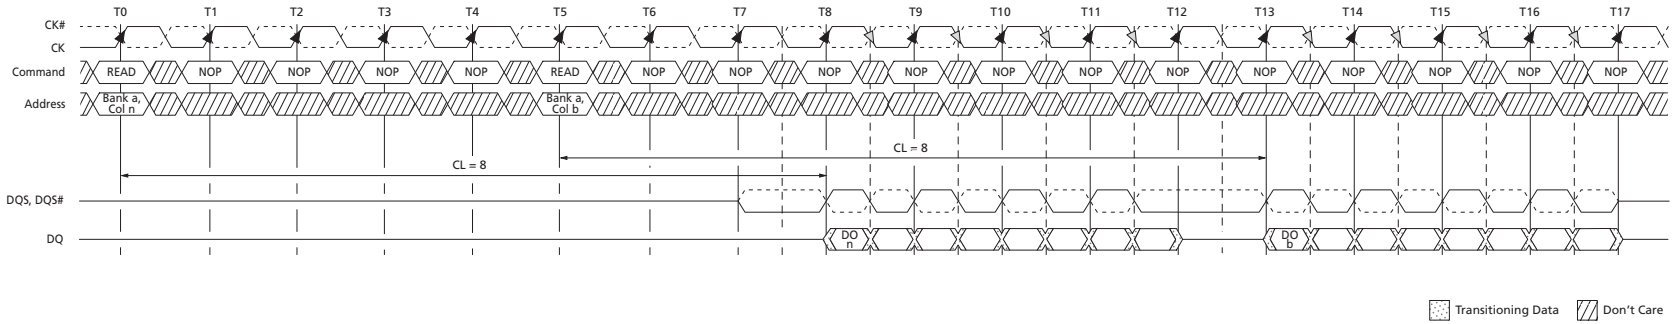 T0 T1 T2 T3 T4 T5 T6 T7 T8 T9 T10 T11 T12 T13 T14 T15 T16 T17
CK#
CK
Command READ NOP NOP NOP NOP READ NOP NOP NOP NOP NOP NOP NOP NOP NOP NOP NOP NOP
Address Bank a, Bank a,
Col n Col b
CL = 8
CL = 8
DQS, DQS#
DQ DO DO
n b
Transitioning Data Don't Care